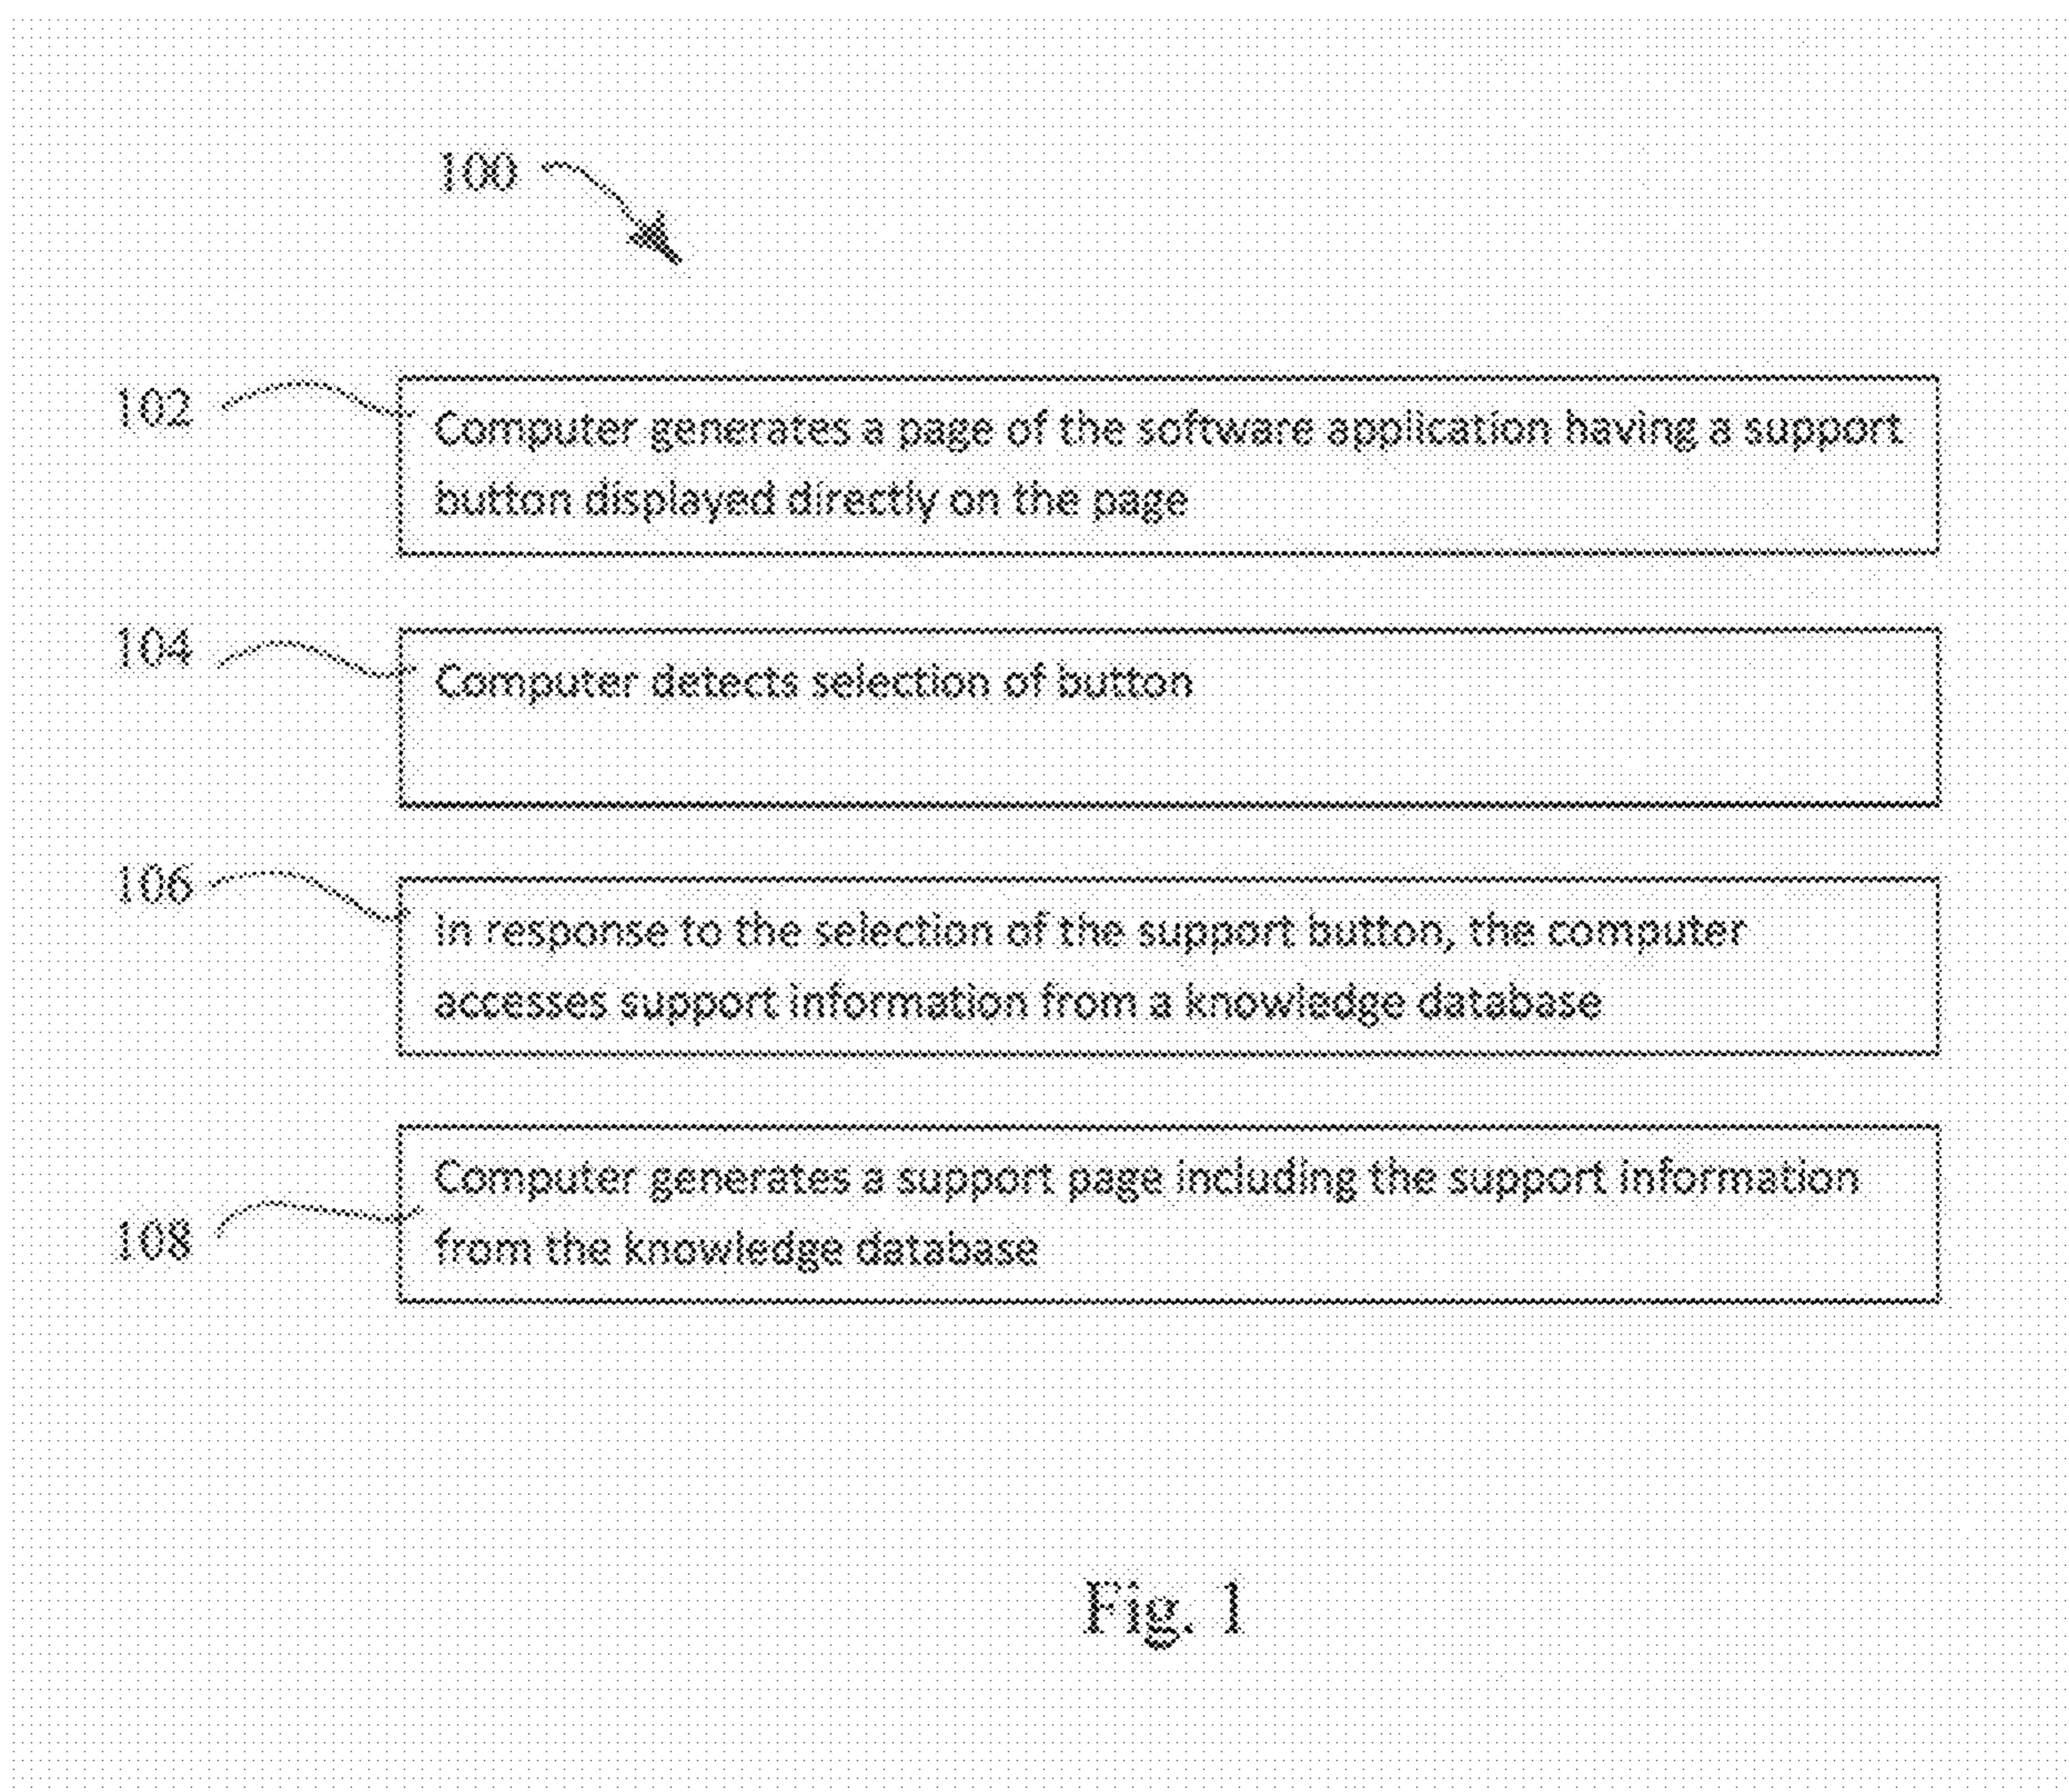 100
102
Computer generates a page of the software application having a support
button displayed directly on the page
104
Computer detects selection of button
106
In response to the selection of the support button, the computer
accesses support information from a knowledge database
Computer generates a support page including the support information
108
from the knowledge database
Fig. 1